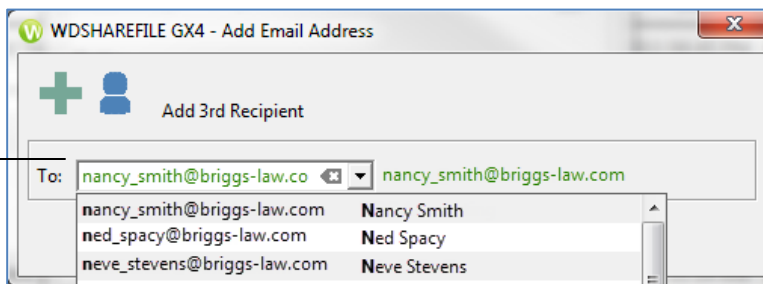 WDSHAREFILE GX4 - Add Email Address
Add 3rd Recipient
To: nancy_smith@briggs-law.co nancy_smith@briggs-law.com
nancy_smith@briggs-law.com Nancy Smith
ned_spacy@briggs-law.com Ned Spacy
neve_stevens@briggs-law.com Neve Stevens